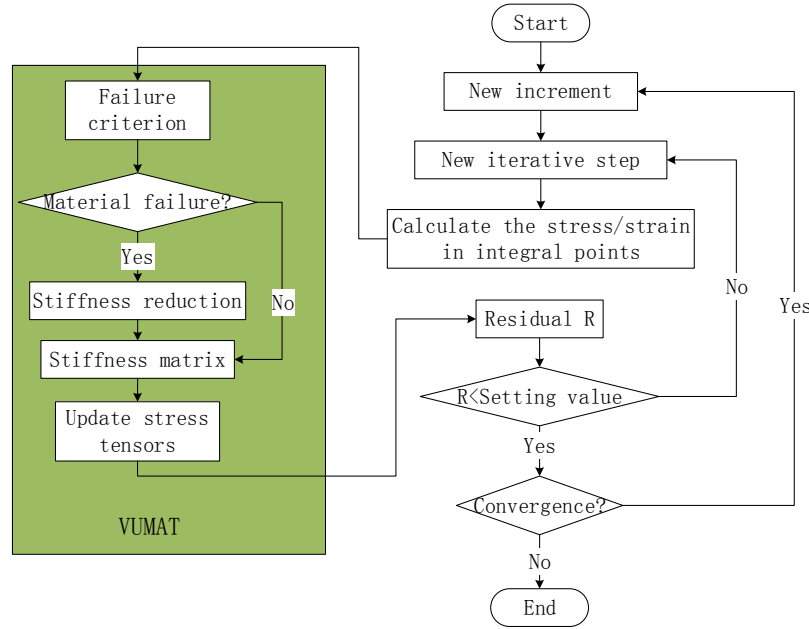 Start
New increment
New iterative step
Calculate the stress/strain
in integral points
Failure
criterion
Material failure?
Yes
No
Stiffness reduction
Stiffness matrix
Update stress
tensors
VUMAT
Residual R
R<Setting value
No
Yes
Yes
Convergence?
No
End